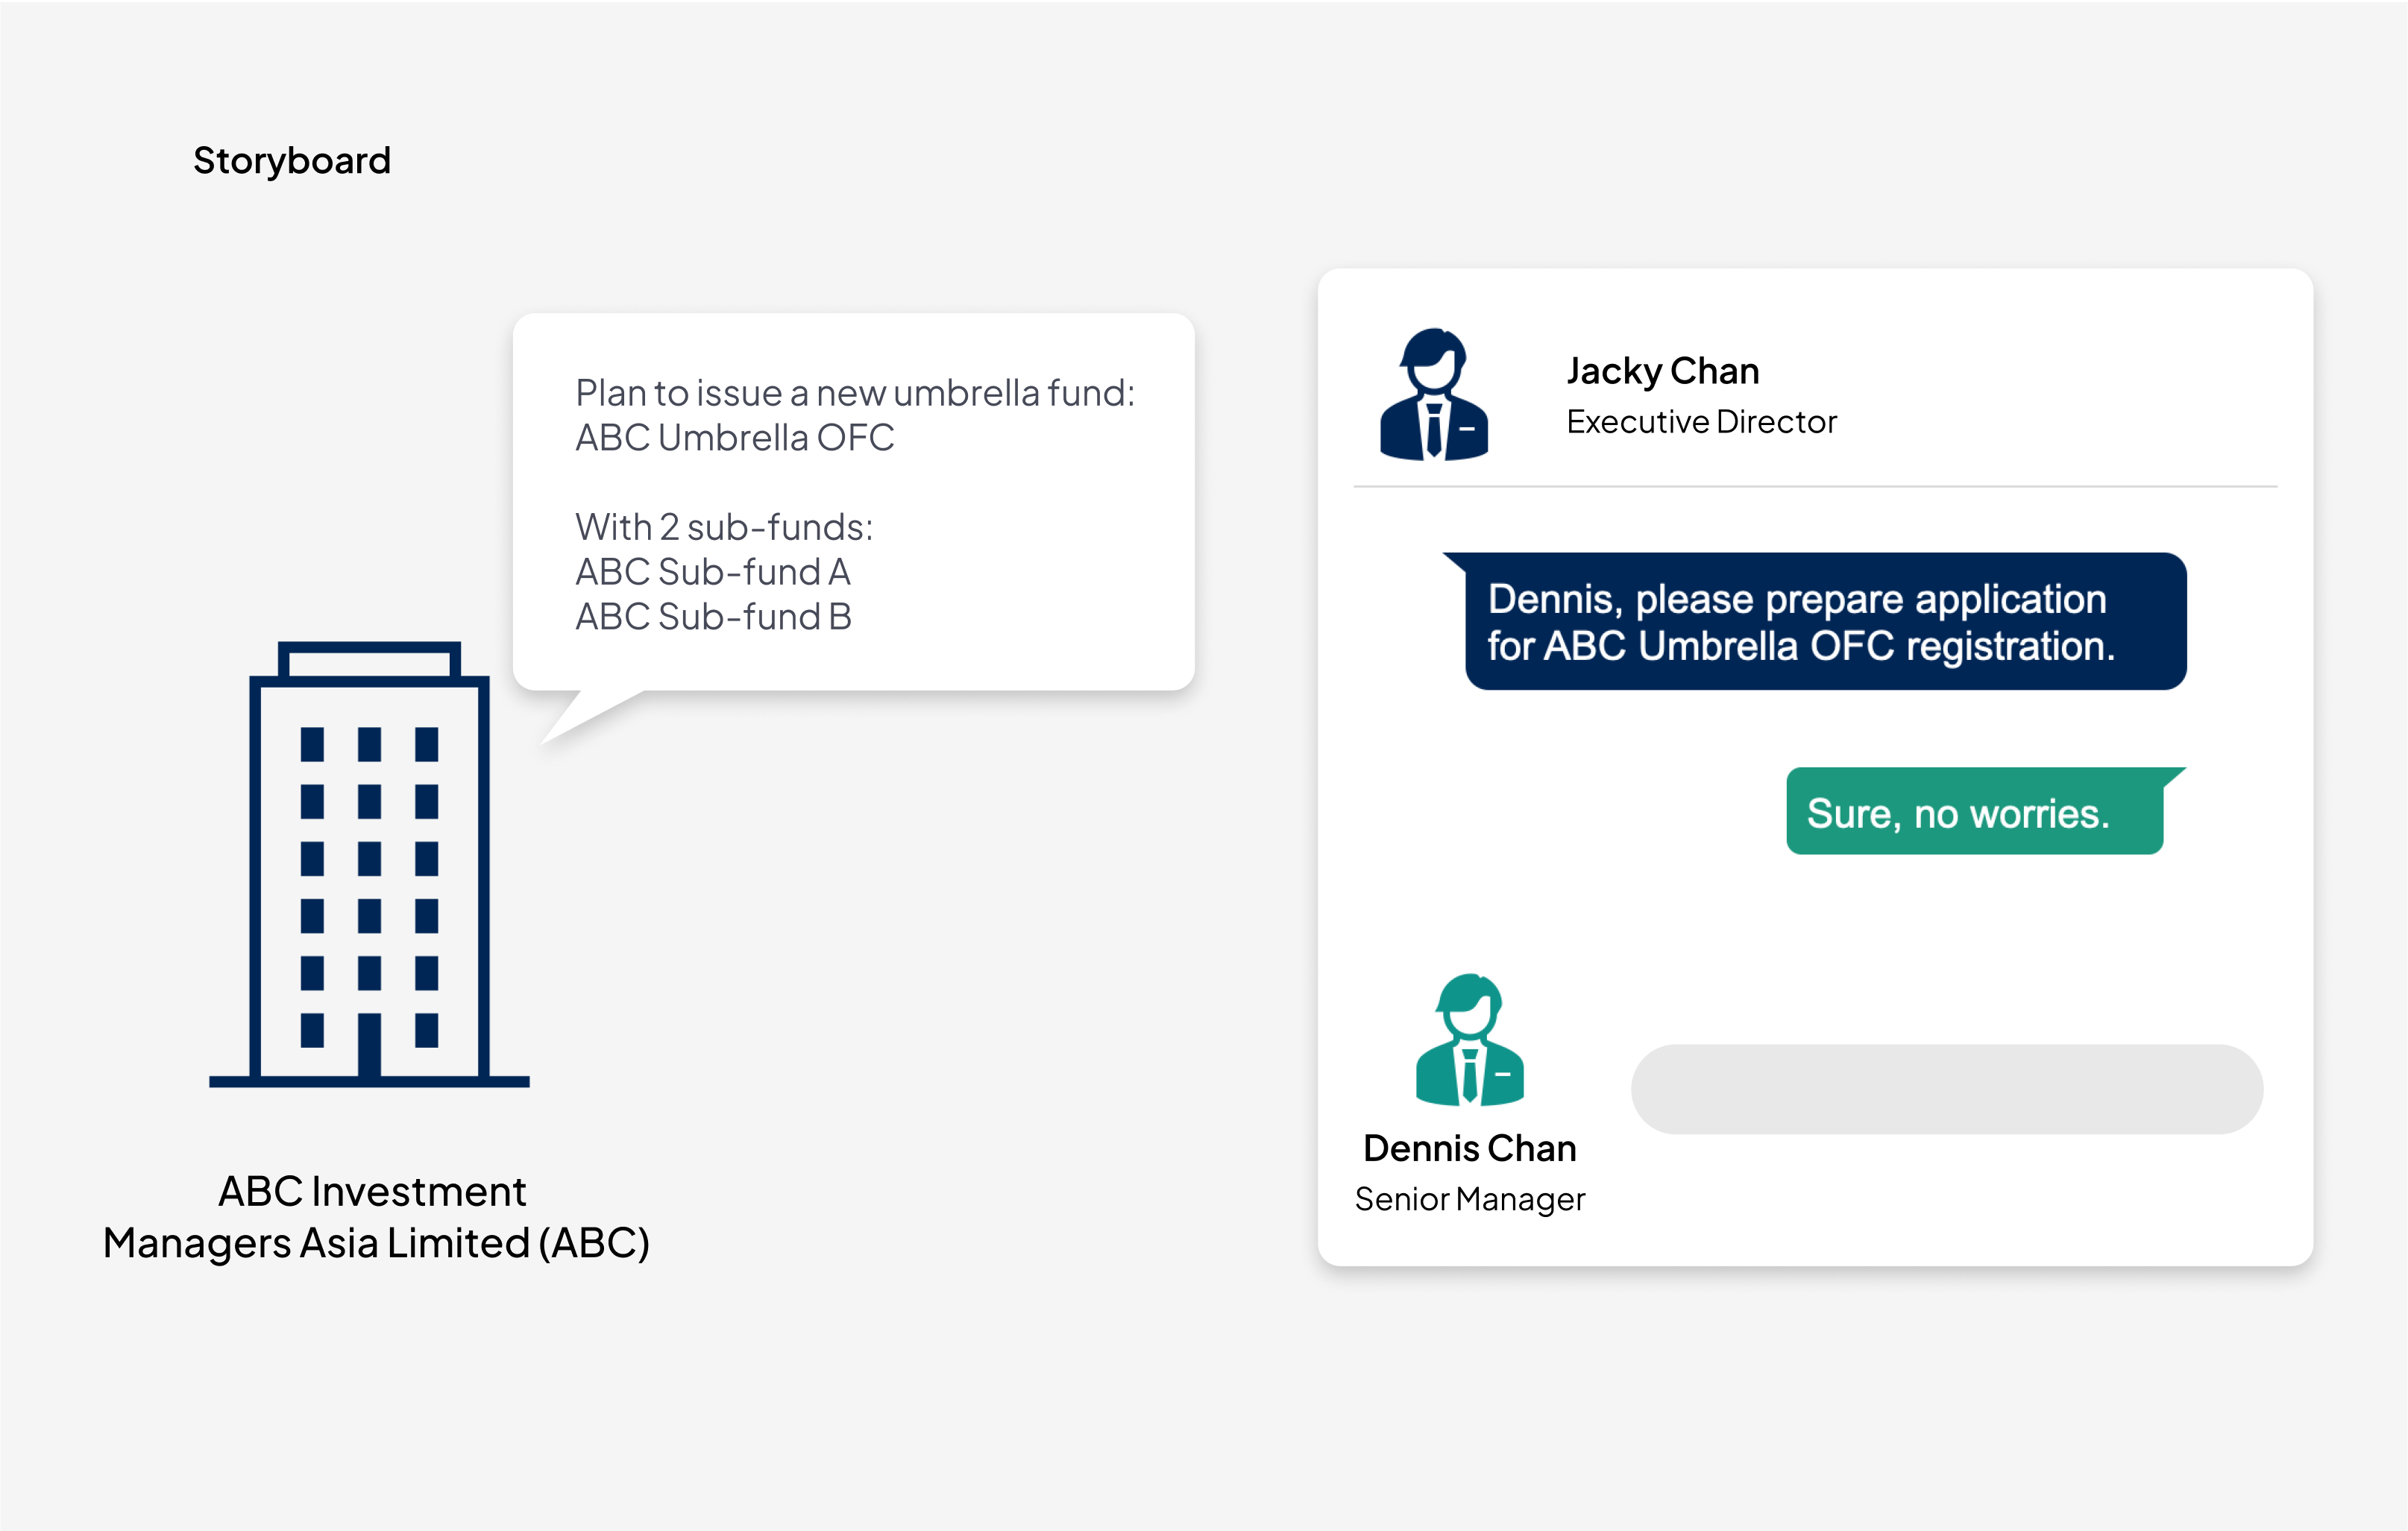 Storyboard
Plan to issue a new umbrella fund:
ABC Umbrella OFC
With 2 sub-funds:
ABC Sub-fund A
ABC Sub-fund B
ABC Investment
Managers Asia Limited (ABC)
Jacky Chan
Executive Director
Dennis, please prepare application
for ABC Umbrella OFC registration.
Sure, no worries.
Dennis Chan
Senior Manager